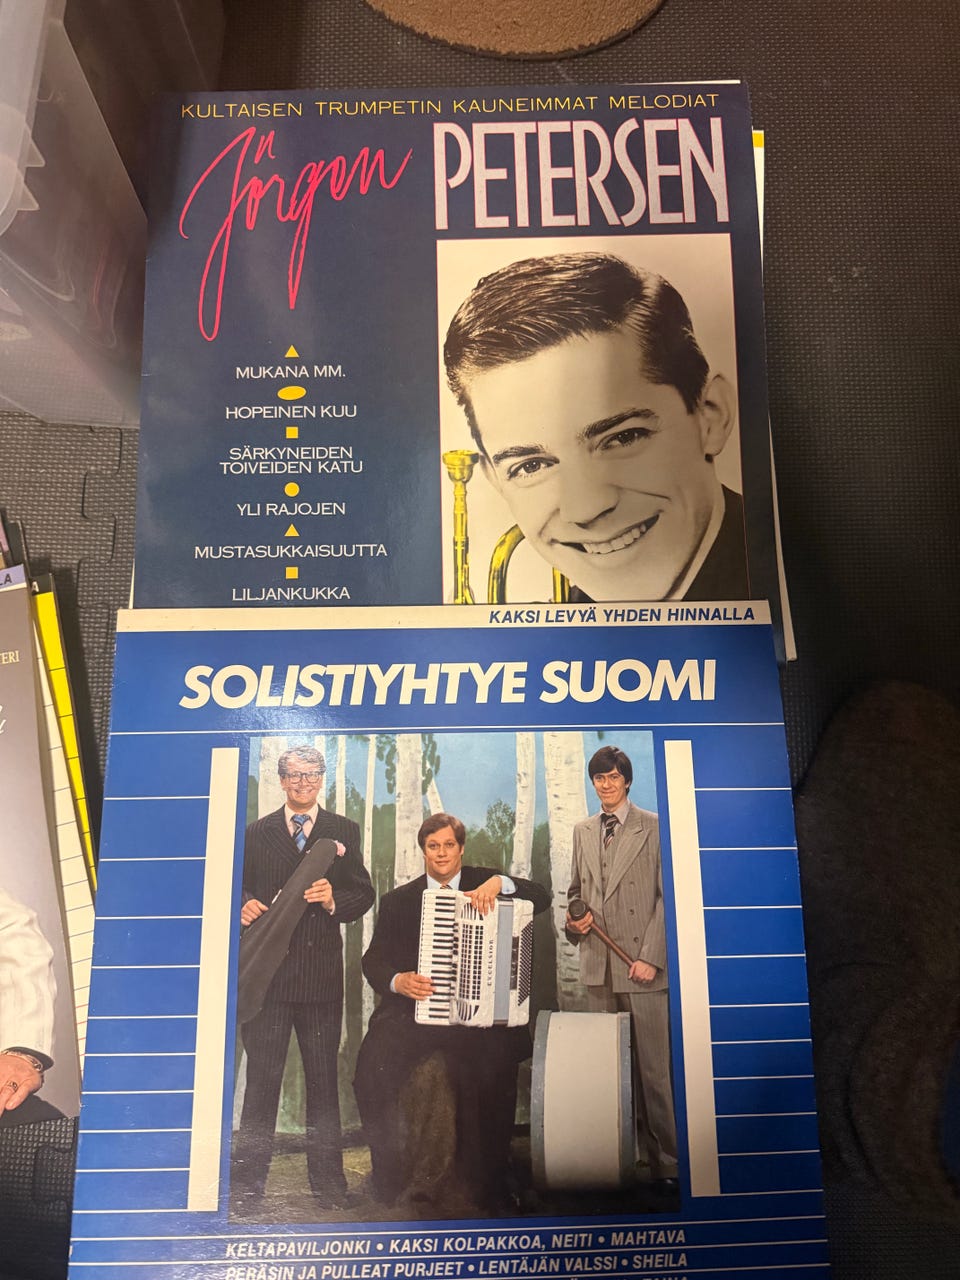 KULTAISEN TRUMPETIN KAUNEIMMAT MELODIAT
Jörgen PETERSEN
MUKANA MM.
HOPEINEN KUU
SÄRKYNEIDEN
TOIVEIDEN KATU
YLI RAJOJEN
MUSTASUKKAISUUTTA
LILJANKUKKA
KAKSI LEVYÄ YHDEN HINNALLA
SOLISTIYHTYE SUOMI
EXCELSIOR
KELTAPAVILJONKI • KAKSI KOLPAKKOA, NEITI • MAHTAVA
PERÄSIN JA PULLEAT PURJEET • LENTÄJÄN VALSSI • SHEILA